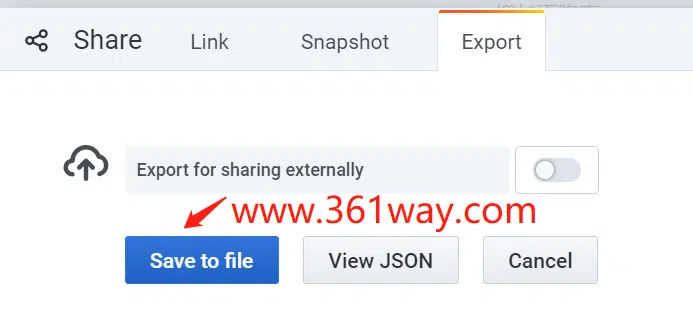 Share Link Snapshot Export
Export for sharing externally
www.361way.com
Save to file View JSON Cancel